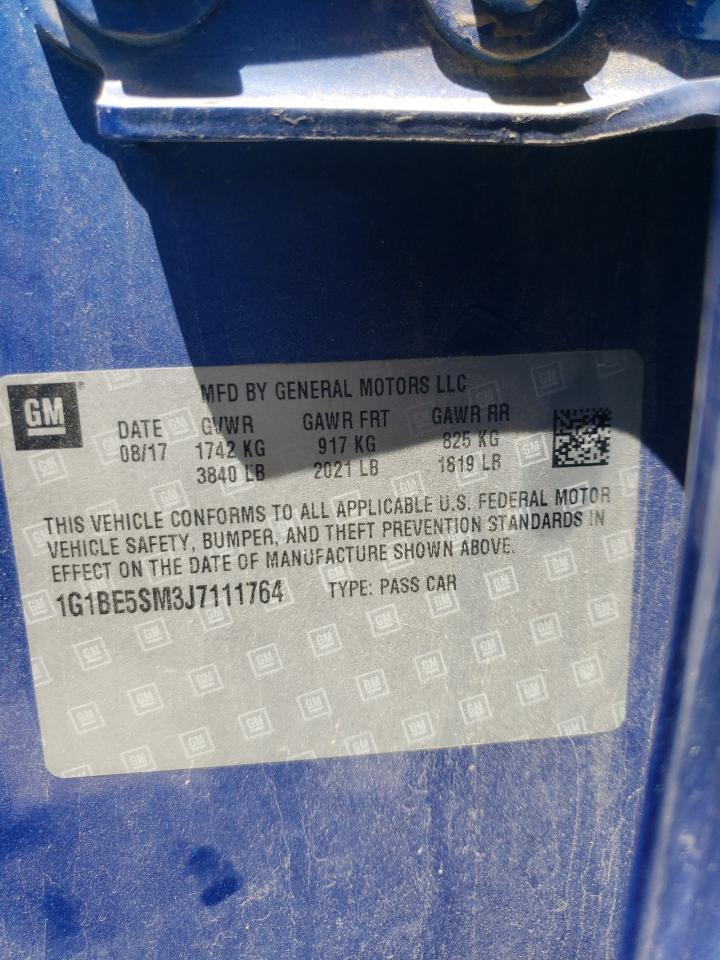 GM
MFD BY GENERAL MOTORS LLC
DATE GVWR GAWR FRT GAWR RR
08/17 1742 KG 917 KG 825 KG
3840 LB 2021 LB 1819 LB
THIS VEHICLE CONFORMS TO ALL APPLICABLE U.S. FEDERAL MOTOR
VEHICLE SAFETY, BUMPER, AND THEFT PREVENTION STANDARDS IN
EFFECT ON THE DATE OF MANUFACTURE SHOWN ABOVE.
1G1BE5SM3J7111764 TYPE: PASS CAR